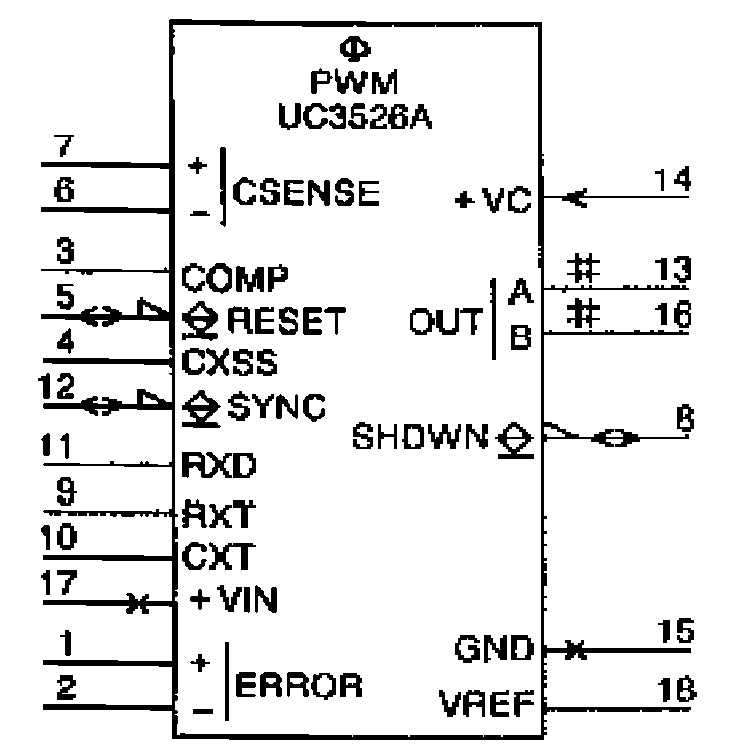 Φ
PWM
UC3526A
7 +
CSENSE
6 −
+VC 14
3 COMP
# 13
A
5 RESET
OUT
# 16
B
4 CXSS
12 SYNC
SHDWN 8
11 RXD
9 RXT
10 CXT
17 +VIN
1 +
ERROR
2 −
GND 15
VREF 18